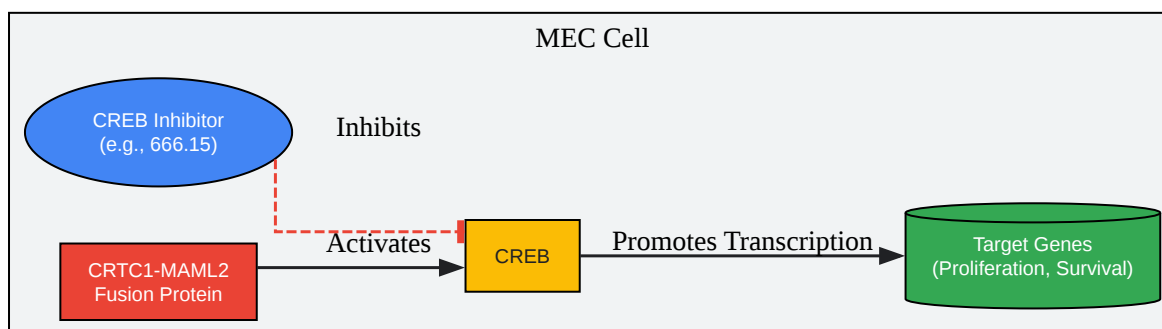 MEC Cell
CREB Inhibitor
(e.g., 666.15)
Inhibits
Activates
Promotes Transcription
CRTC1-MAML2
Fusion Protein
CREB
Target Genes
(Proliferation, Survival)